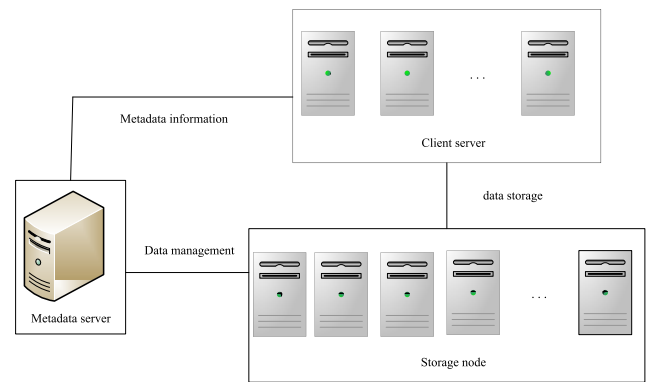 . . .
Metadata information
Client server
data storage
Data management
. . .
Metadata server
Storage node